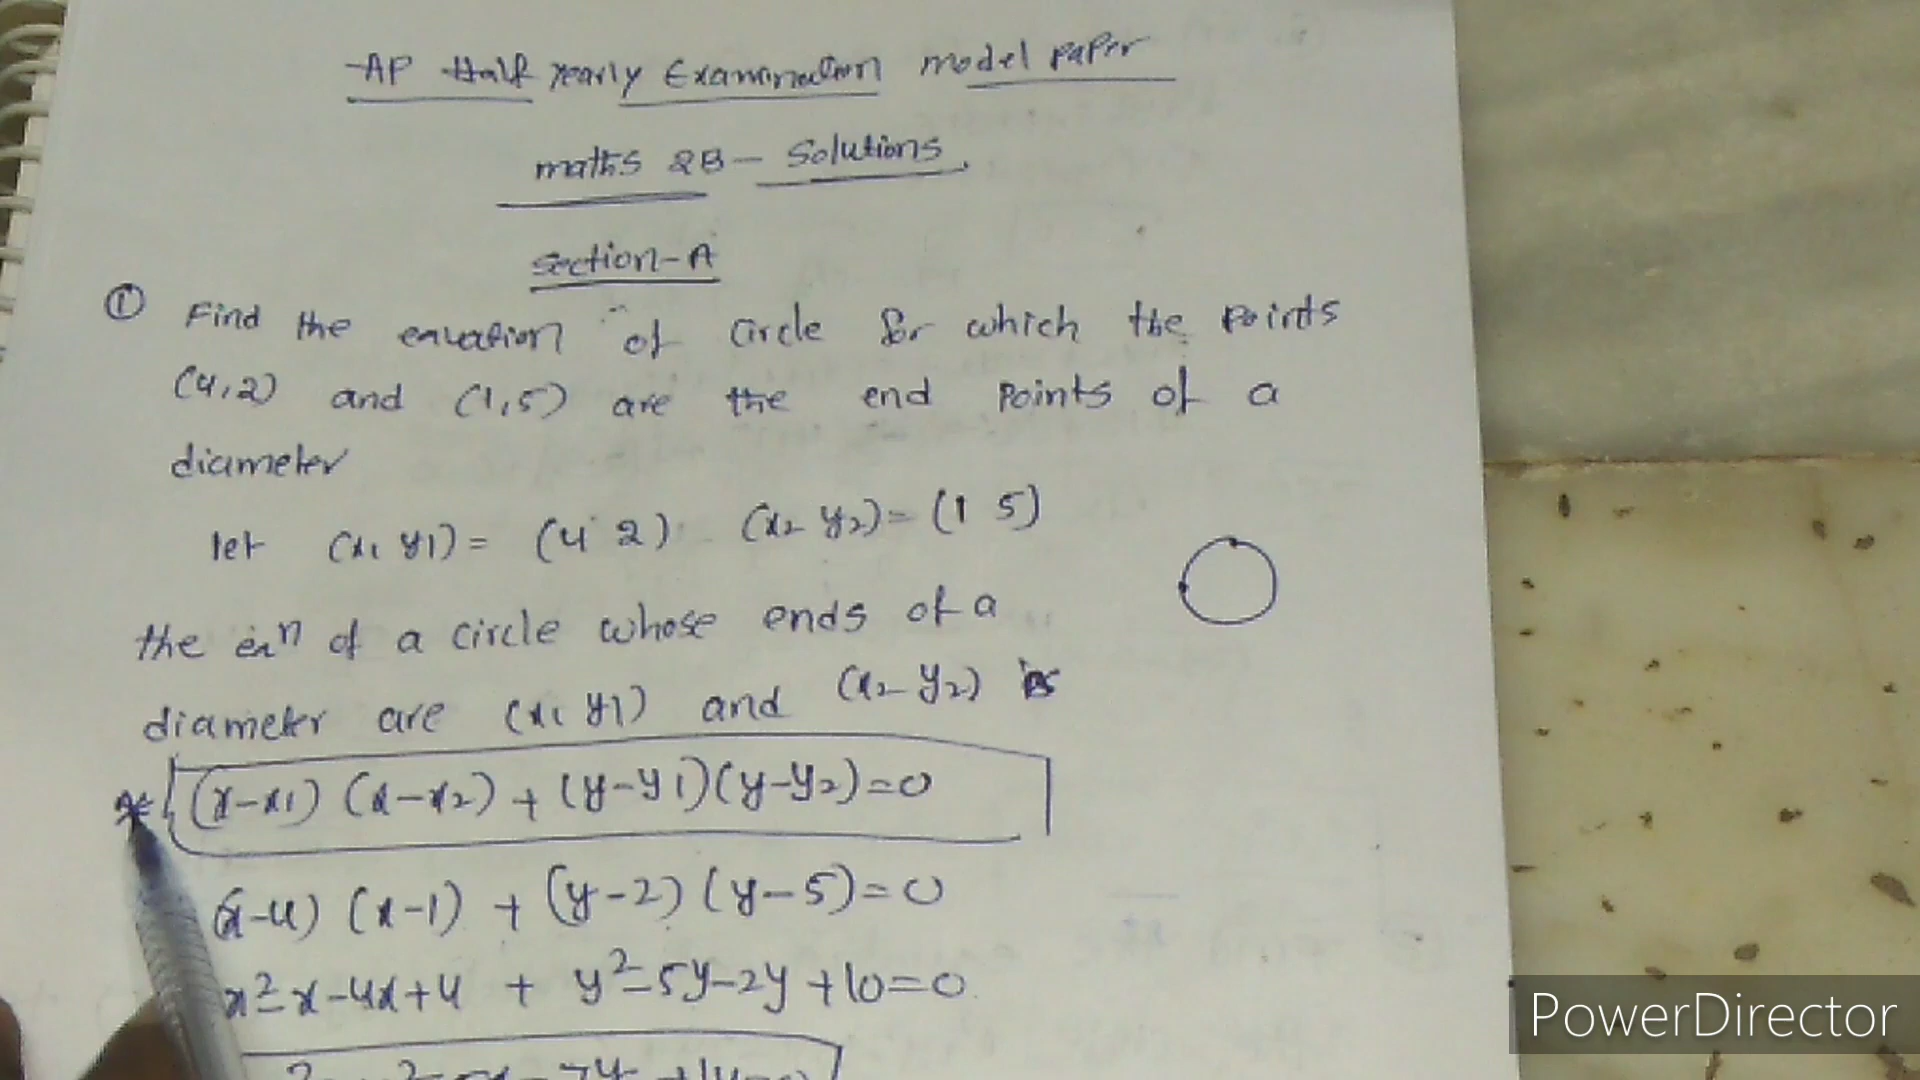 AP Half yearly Examination model paper
maths 2B - Solutions.
Section-A
① Find the equation of circle for which the points
(4,2) and (1,5) are the end points of a
diameter
let (x1 y1) = (4 2) (x2 y2) = (1 5)
the eqn of a circle whose ends of a
diameter are (x1 y1) and (x2 y2) is
(x-x1) (x-x2) + (y-y1)(y-y2)=0
(x-4) (x-1) + (y-2) (y-5)=0
x²-x-4x+4 + y²-5y-2y+10=0
PowerDirector